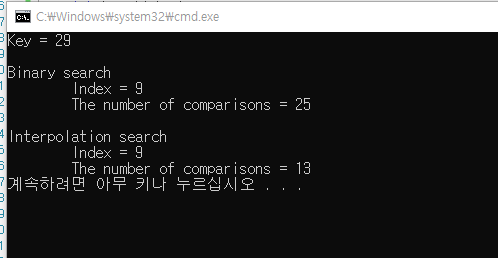 C:₩Windows₩system32₩cmd.exe
Key = 29
Binary search
Index = 9
The number of comparisons = 25
Interpolation search
Index = 9
The number of comparisons = 13
계속하려면 아무 키나 누르십시오 . . .